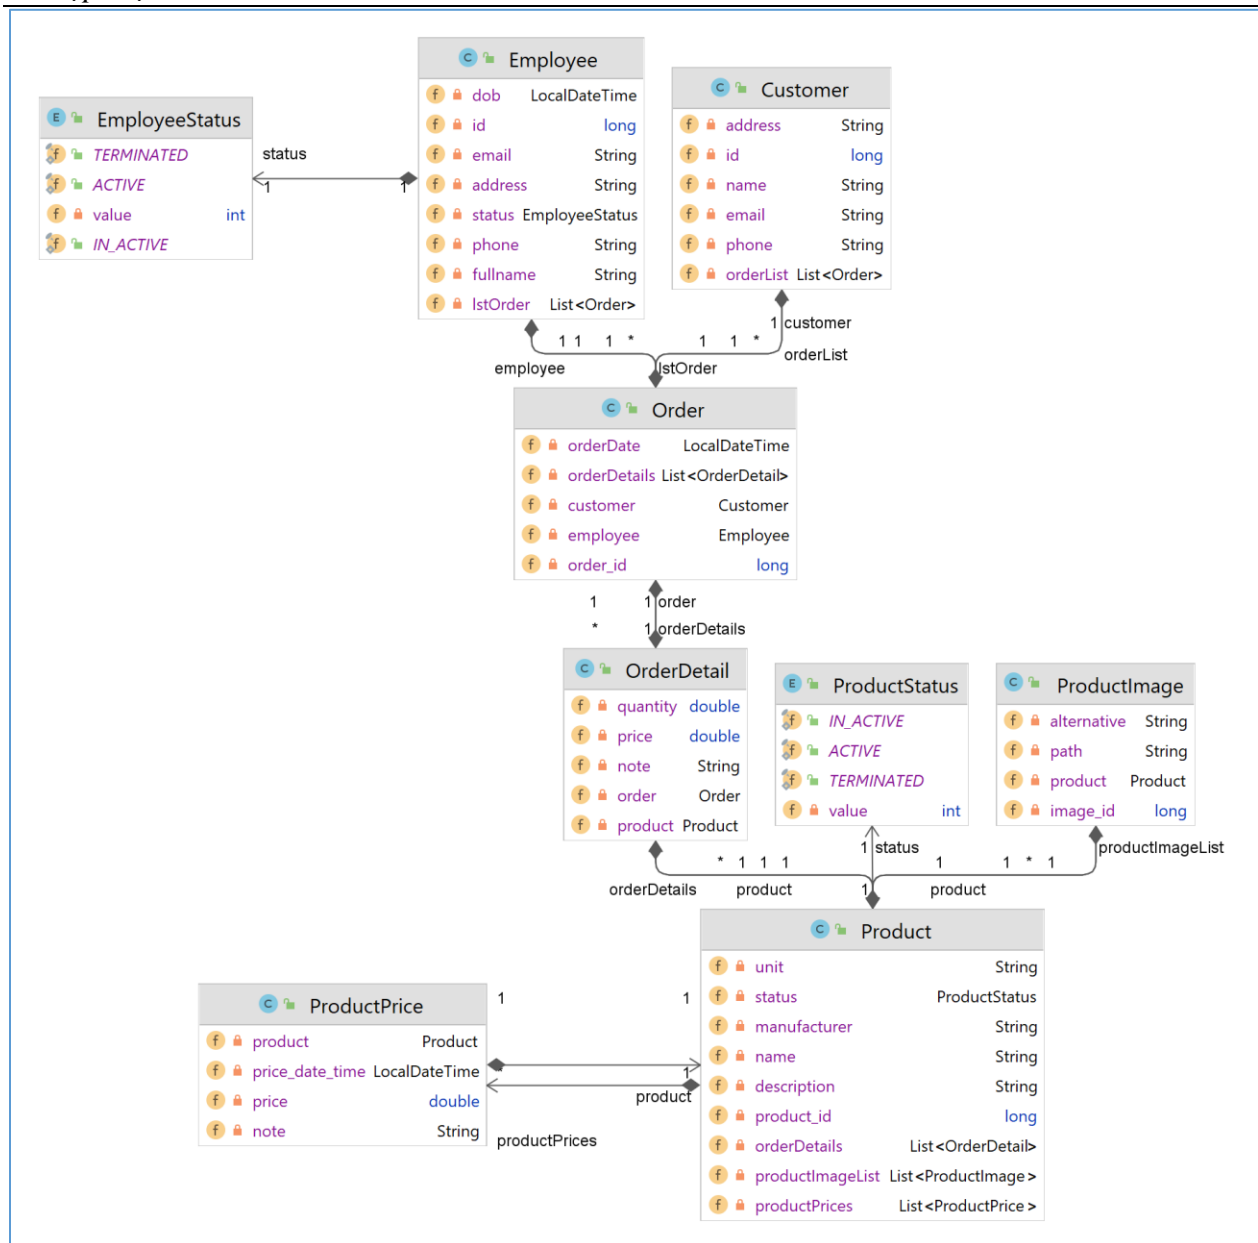 Employee
dob LocalDateTime
id long
email String
address String
status EmployeeStatus
phone String
fullname String
lstOrder List<Order>
Customer
address String
id long
name String
email String
phone String
orderList List<Order>
EmployeeStatus
TERMINATED
ACTIVE
value int
IN_ACTIVE
status
1 1
1 1 1 *
employee
lstOrder
1 1 *
1 customer
orderList
Order
orderDate LocalDateTime
orderDetails List<OrderDetail>
customer Customer
employee Employee
order_id long
1 1 order
* 1 orderDetails
OrderDetail
quantity double
price double
note String
order Order
product Product
ProductStatus
IN_ACTIVE
ACTIVE
TERMINATED
value int
ProductImage
alternative String
path String
product Product
image_id long
* 1 1 1
1 status
1 1 * 1
productImageList
orderDetails
product
1
product
Product
unit String
status ProductStatus
manufacturer String
name String
description String
product_id long
orderDetails List<OrderDetail>
productImageList List<ProductImage>
productPrices List<ProductPrice>
ProductPrice
product Product
price_date_time LocalDateTime
price double
note String
1 1
* 1
product
productPrices